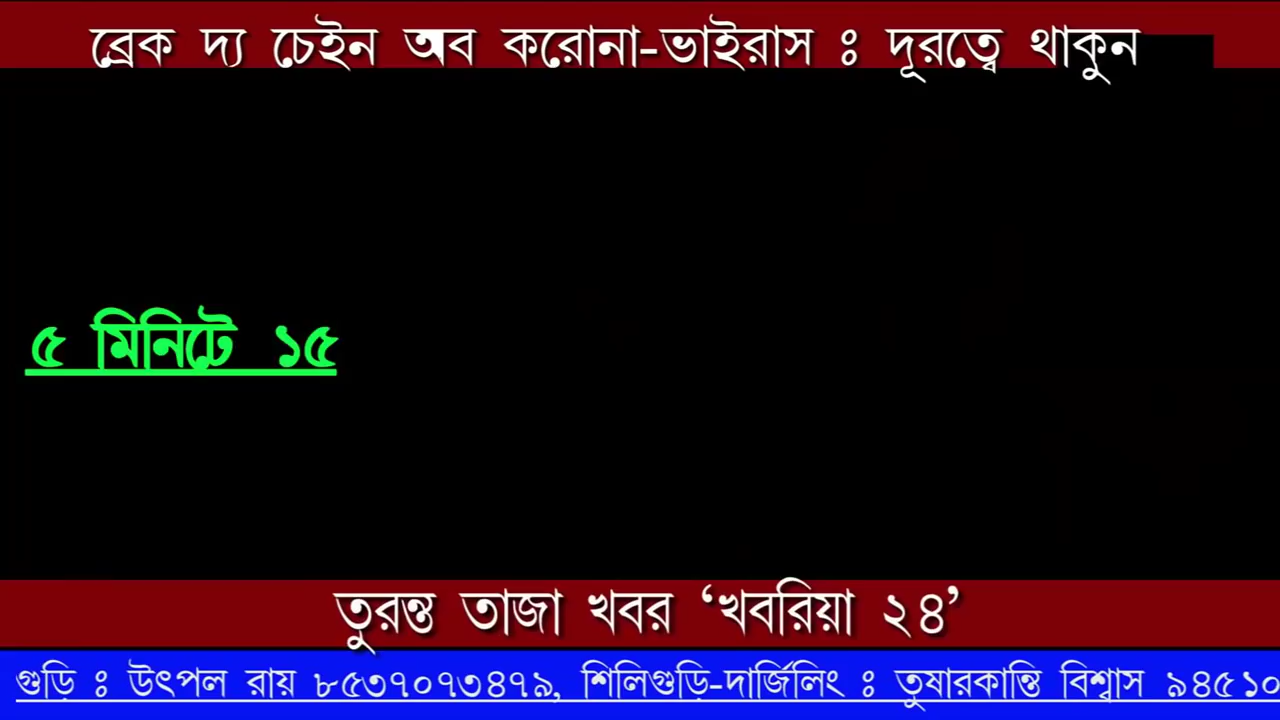 ব্রেক দ্য চেইন অব করোনা-ভাইরাস ঃ দূরত্বে থাকুন
৫ মিনিটে ১৫
তুরন্ত তাজা খবর ‘খবরিয়া ২৪’
গুড়ি ঃ উৎপল রায় ৮৫৩৭০৭৩৪৭৯, শিলিগুড়ি-দার্জিলিং ঃ তুষারকান্তি বিশ্বাস ৯৪৫১০